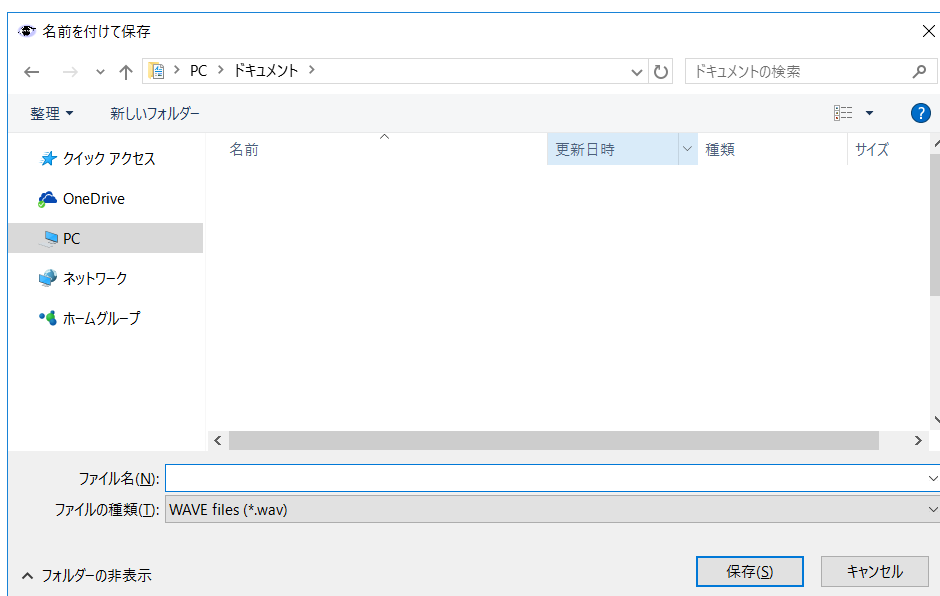 名前を付けて保存
PC ドキュメント ドキュメントの検索
整理 新しいフォルダー
名前 更新日時 種類 サイズ
クイック アクセス
OneDrive
PC
ネットワーク
ホームグループ
ファイル名(N):
ファイルの種類(T): WAVE files (*.wav)
フォルダーの非表示 保存(S) キャンセル